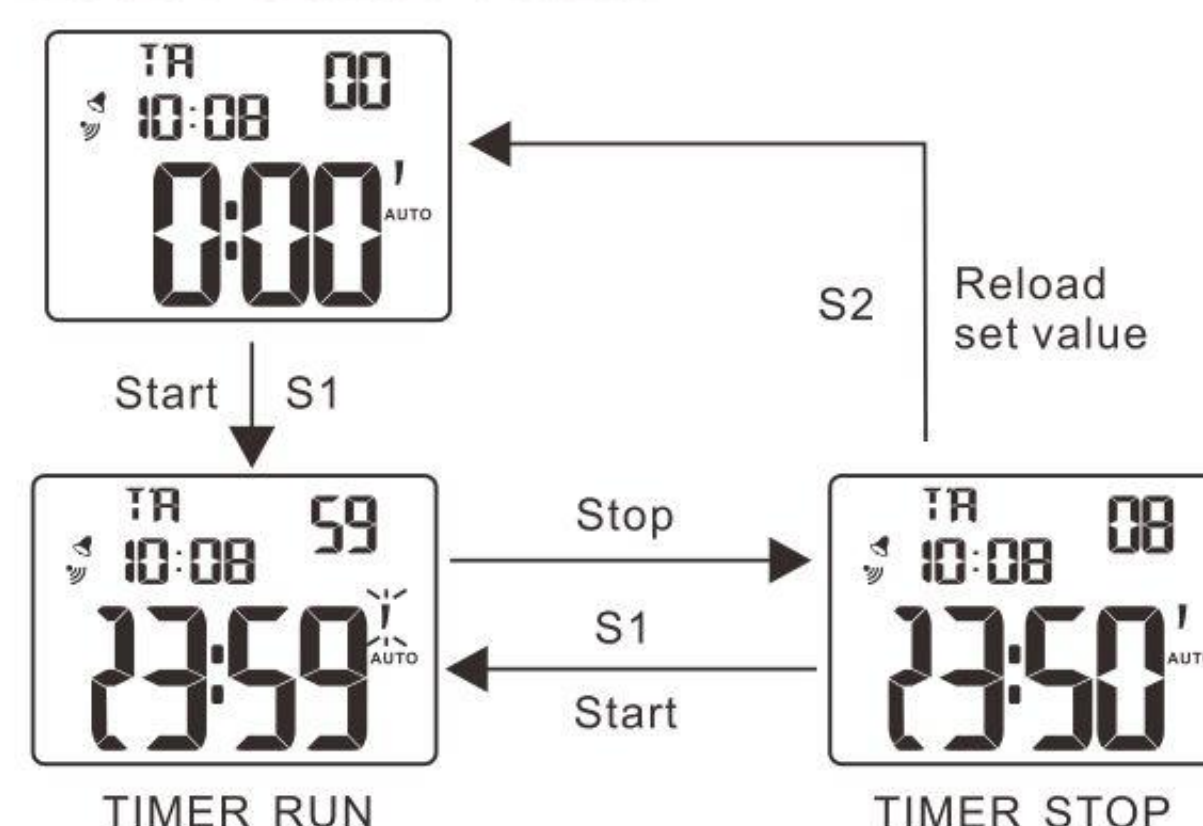 TA 00
10:08
0:00
AUTO
Start S1
S2 Reload
set value
TA 59
10:08
23:59
AUTO
Stop
S1
Start
TA 08
10:08
23:50
TIMER RUN
TIMER STOP